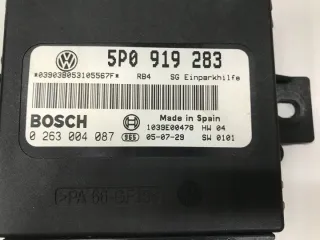 5P0 919 283
*03903B053105567F* RB4 SG Einparkhilfe
BOSCH
Made in Spain
1039E00478 HW 04
0 263 004 087 05-07-29 SW 0101